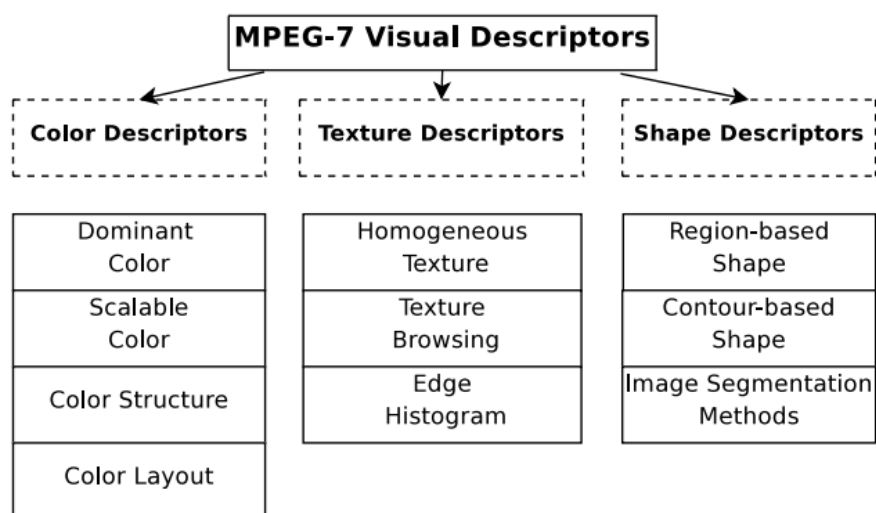 MPEG-7 Visual Descriptors
Color Descriptors
Texture Descriptors
Shape Descriptors
Dominant
Color
Scalable
Color
Color Structure
Color Layout
Homogeneous
Texture
Texture
Browsing
Edge
Histogram
Region-based
Shape
Contour-based
Shape
Image Segmentation
Methods